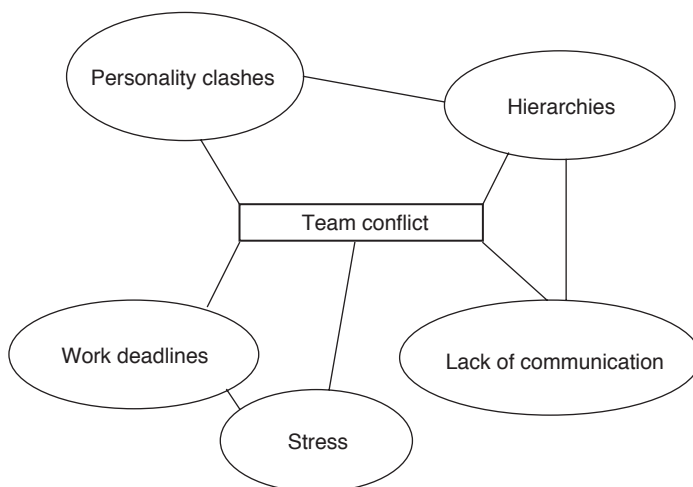 Personality clashes
Hierarchies
Team conflict
Work deadlines
Lack of communication
Stress